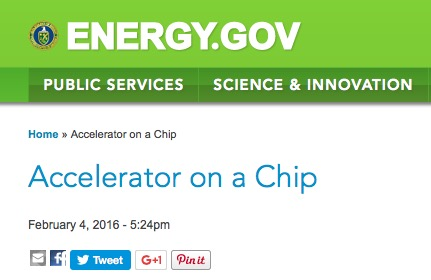 ENERGY.GOV
PUBLIC SERVICES SCIENCE & INNOVATION
Home » Accelerator on a Chip
Accelerator on a Chip
February 4, 2016 - 5:24pm
f Tweet G+1 Pin it